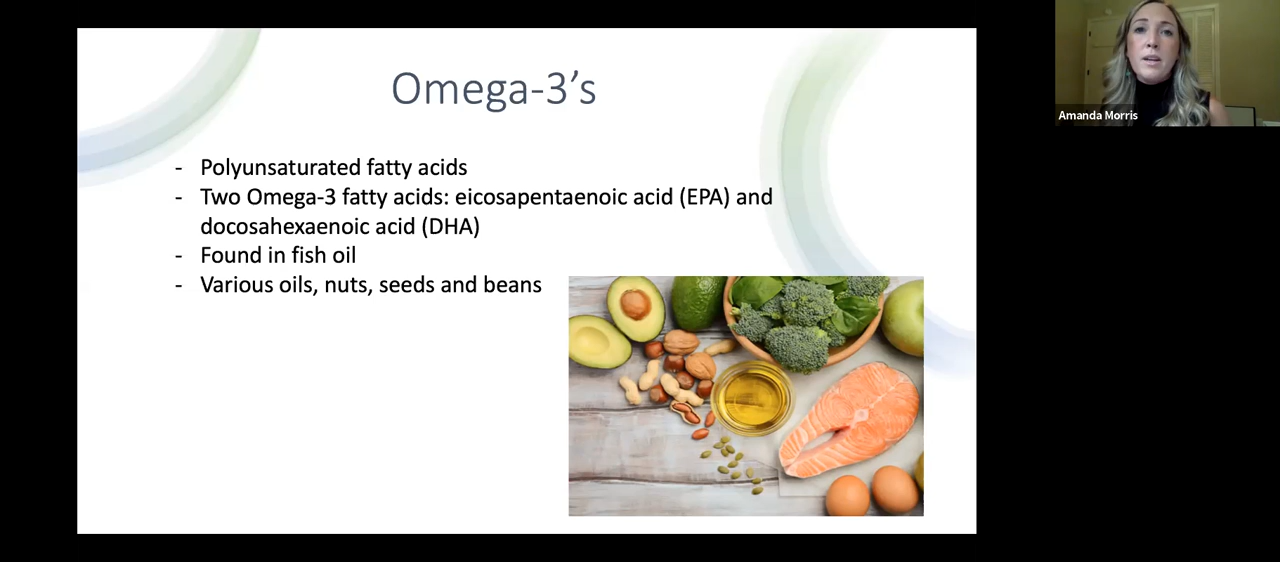 Omega-3’s
- Polyunsaturated fatty acids
- Two Omega-3 fatty acids: eicosapentaenoic acid (EPA) and
docosahexaenoic acid (DHA)
- Found in fish oil
- Various oils, nuts, seeds and beans
Amanda Morris